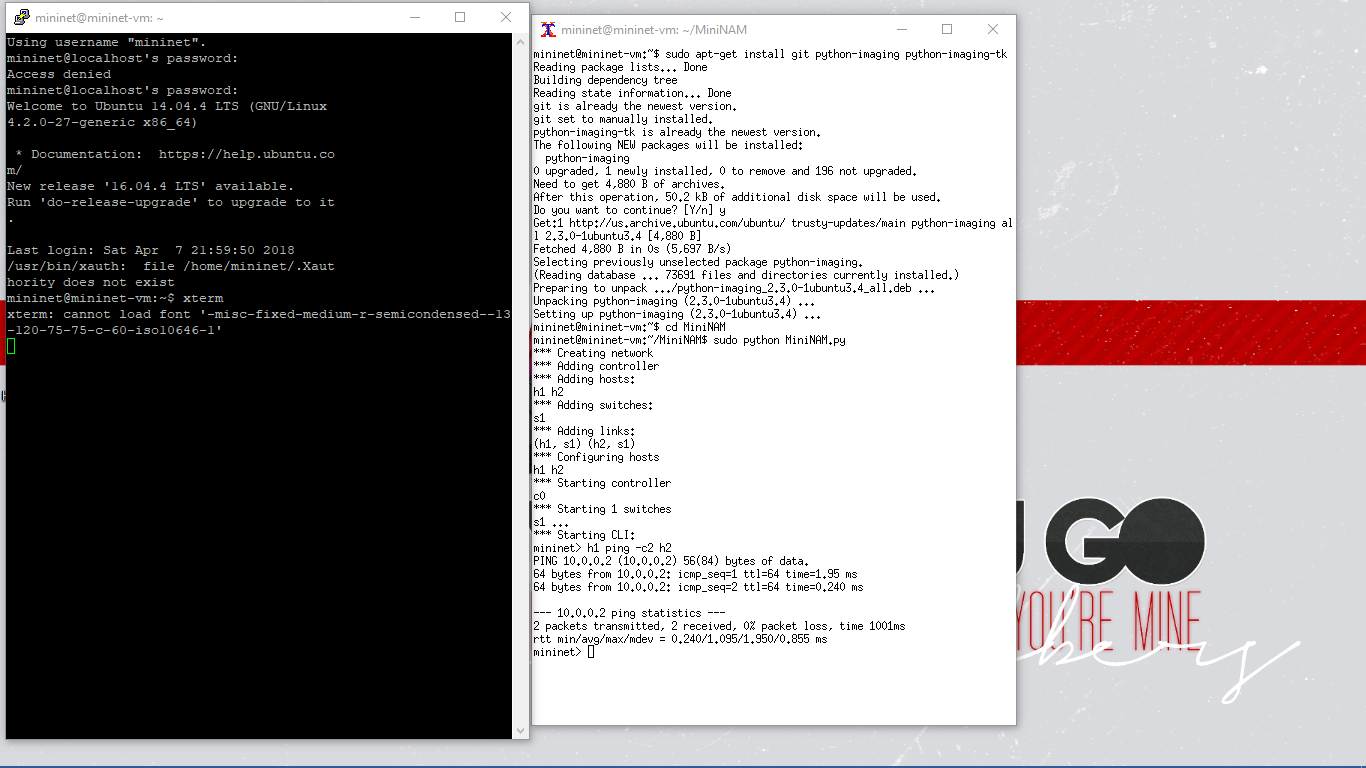 mininet@mininet-vm: ~
Using username "mininet".
mininet@localhost's password:
Access denied
mininet@localhost's password:
Welcome to Ubuntu 14.04.4 LTS (GNU/Linux
4.2.0-27-generic x86_64)
* Documentation:  https://help.ubuntu.co
m/
New release '16.04.4 LTS' available.
Run 'do-release-upgrade' to upgrade to it
.
Last login: Sat Apr  7 21:59:50 2018
/usr/bin/xauth:  file /home/mininet/.Xaut
hority does not exist
mininet@mininet-vm:~$ xterm
xterm: cannot load font '-misc-fixed-medium-r-semicondensed--13
-120-75-75-c-60-iso10646-1'
mininet@mininet-vm: ~/MiniNAM
mininet@mininet-vm:~$ sudo apt-get install git python-imaging python-imaging-tk
Reading package lists... Done
Building dependency tree
Reading state information... Done
git is already the newest version.
git set to manually installed.
python-imaging-tk is already the newest version.
The following NEW packages will be installed:
  python-imaging
0 upgraded, 1 newly installed, 0 to remove and 196 not upgraded.
Need to get 4,880 B of archives.
After this operation, 50.2 kB of additional disk space will be used.
Do you want to continue? [Y/n] y
Get:1 http://us.archive.ubuntu.com/ubuntu/ trusty-updates/main python-imaging al
l 2.3.0-1ubuntu3.4 [4,880 B]
Fetched 4,880 B in 0s (5,697 B/s)
Selecting previously unselected package python-imaging.
(Reading database ... 73691 files and directories currently installed.)
Preparing to unpack .../python-imaging_2.3.0-1ubuntu3.4_all.deb ...
Unpacking python-imaging (2.3.0-1ubuntu3.4) ...
Setting up python-imaging (2.3.0-1ubuntu3.4) ...
mininet@mininet-vm:~$ cd MiniNAM
mininet@mininet-vm:~/MiniNAM$ sudo python MiniNAM.py
*** Creating network
*** Adding controller
*** Adding hosts:
h1 h2
*** Adding switches:
s1
*** Adding links:
(h1, s1) (h2, s1)
*** Configuring hosts
h1 h2
*** Starting controller
c0
*** Starting 1 switches
s1 ...
*** Starting CLI:
mininet> h1 ping -c2 h2
PING 10.0.0.2 (10.0.0.2) 56(84) bytes of data.
64 bytes from 10.0.0.2: icmp_seq=1 ttl=64 time=1.95 ms
64 bytes from 10.0.0.2: icmp_seq=2 ttl=64 time=0.240 ms
--- 10.0.0.2 ping statistics ---
2 packets transmitted, 2 received, 0% packet loss, time 1001ms
rtt min/avg/max/mdev = 0.240/1.095/1.950/0.855 ms
mininet>
GO
YOU'RE MINE